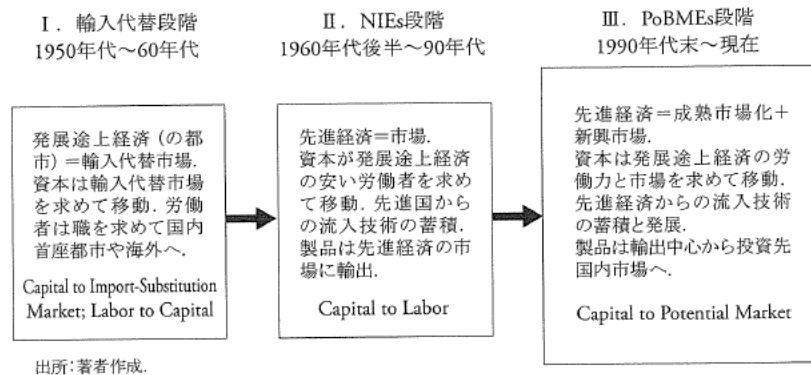 Ⅰ．輸入代替段階
1950年代～60年代
発展途上経済（の都
市）＝輸入代替市場．
資本は輸入代替市場
を求めて移動．労働
者は職を求めて国内
首座都市や海外へ．
Capital to Import-Substitution
Market; Labor to Capital
Ⅱ．NIEs段階
1960年代後半～90年代
先進経済＝市場．
資本が発展途上経済
の安い労働者を求め
て移動．先進国から
の流入技術の蓄積．
製品は先進経済の市
場に輸出．
Capital to Labor
Ⅲ．PoBMEs段階
1990年代末～現在
先進経済＝成熟市場化＋
新興市場．
資本は発展途上経済の労
働力と市場を求めて移動．
先進経済からの流入技術
の蓄積と発展．
製品は輸出中心から投資先
国内市場へ．
Capital to Potential Market
出所：著者作成．